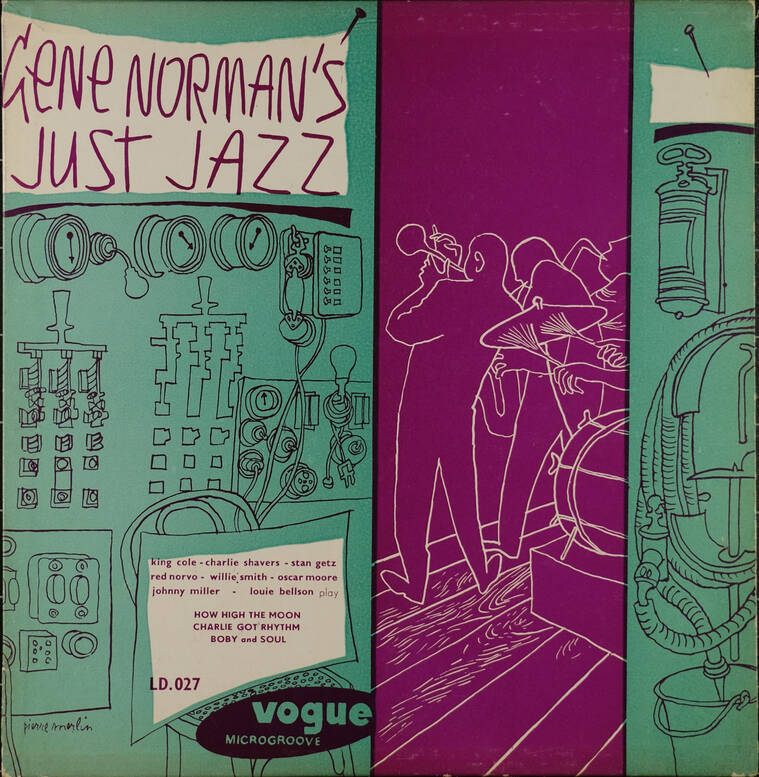 GENE NORMAN'S
JUST JAZZ
king cole - charlie shavers - stan getz
red norvo - willie smith - oscar moore
johnny miller - louie bellson play
HOW HIGH THE MOON
CHARLIE GOT RHYTHM
BOBY and SOUL
LD.027
vogue
MICROGROOVE
pierre merlin